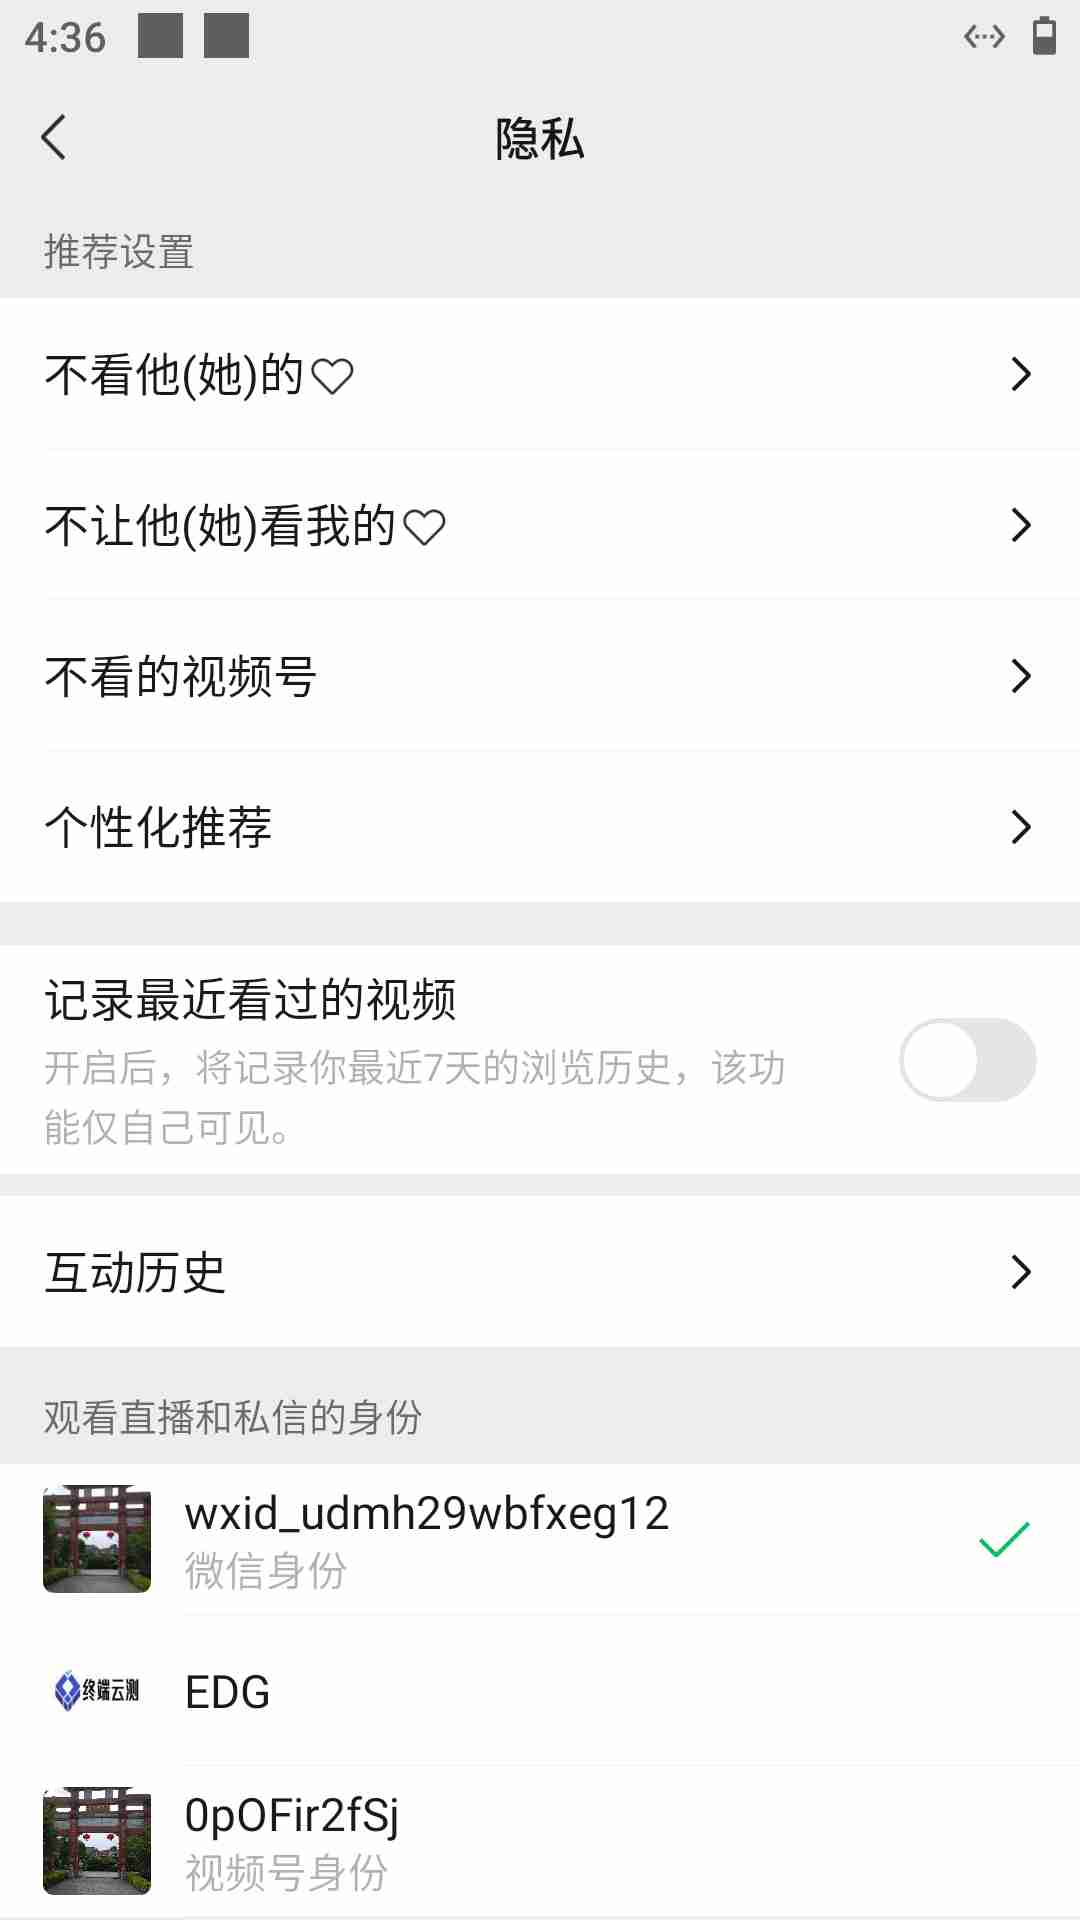 4:36
隐私
推荐设置
不看他(她)的♡
不让他(她)看我的♡
不看的视频号
个性化推荐
记录最近看过的视频
开启后，将记录你最近7天的浏览历史，该功
能仅自己可见。
互动历史
观看直播和私信的身份
wxid_udmh29wbfxeg12
微信身份
终端云测
EDG
0pOFir2fSj
视频号身份